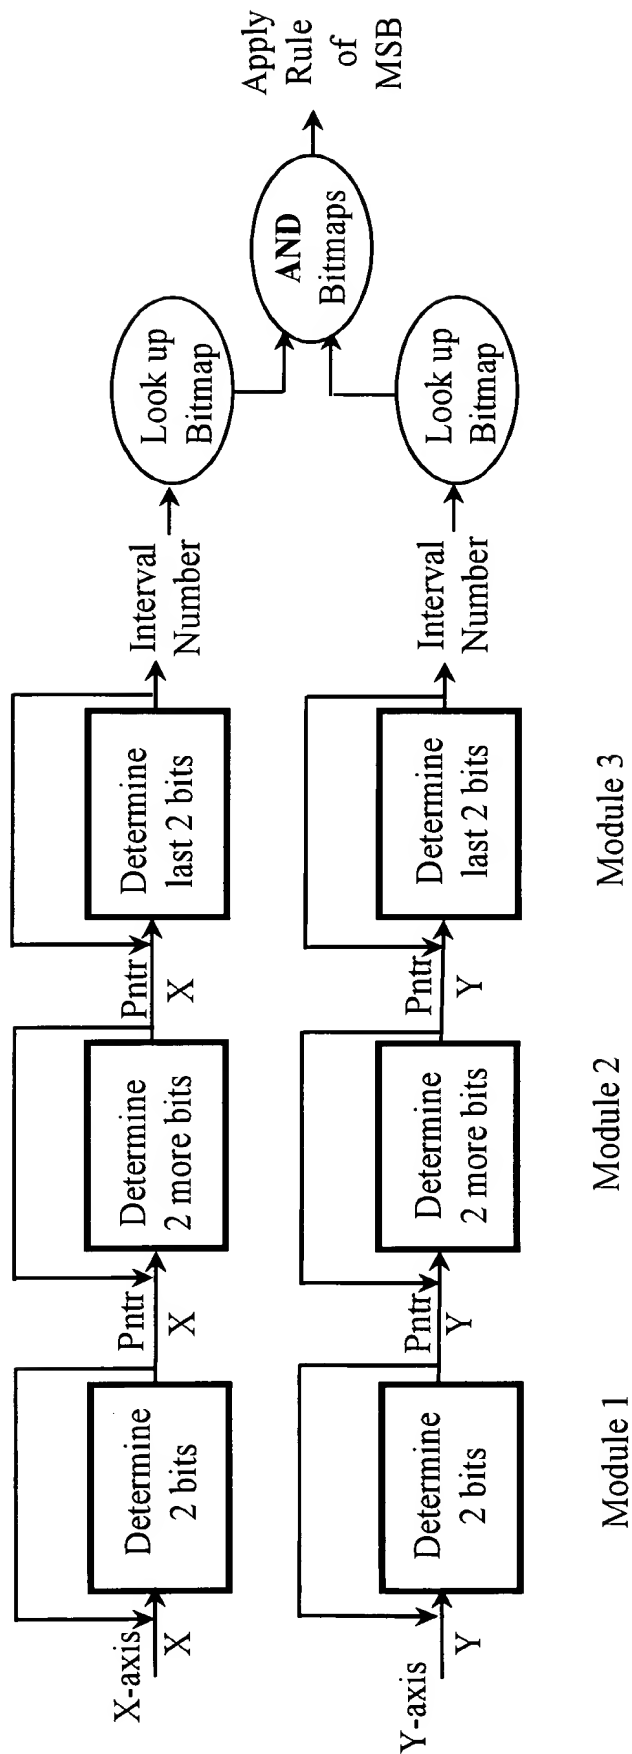 X-axis
X
Determine
2 bits
Pntr
X
Determine
2 more bits
Pntr
X
Determine
last 2 bits
Interval
Number
Look up
Bitmap
AND
Bitmaps
Apply
Rule
of
MSB
Y-axis
Y
Determine
2 bits
Pntr
Y
Determine
2 more bits
Pntr
Y
Determine
last 2 bits
Interval
Number
Look up
Bitmap
Module 1
Module 2
Module 3